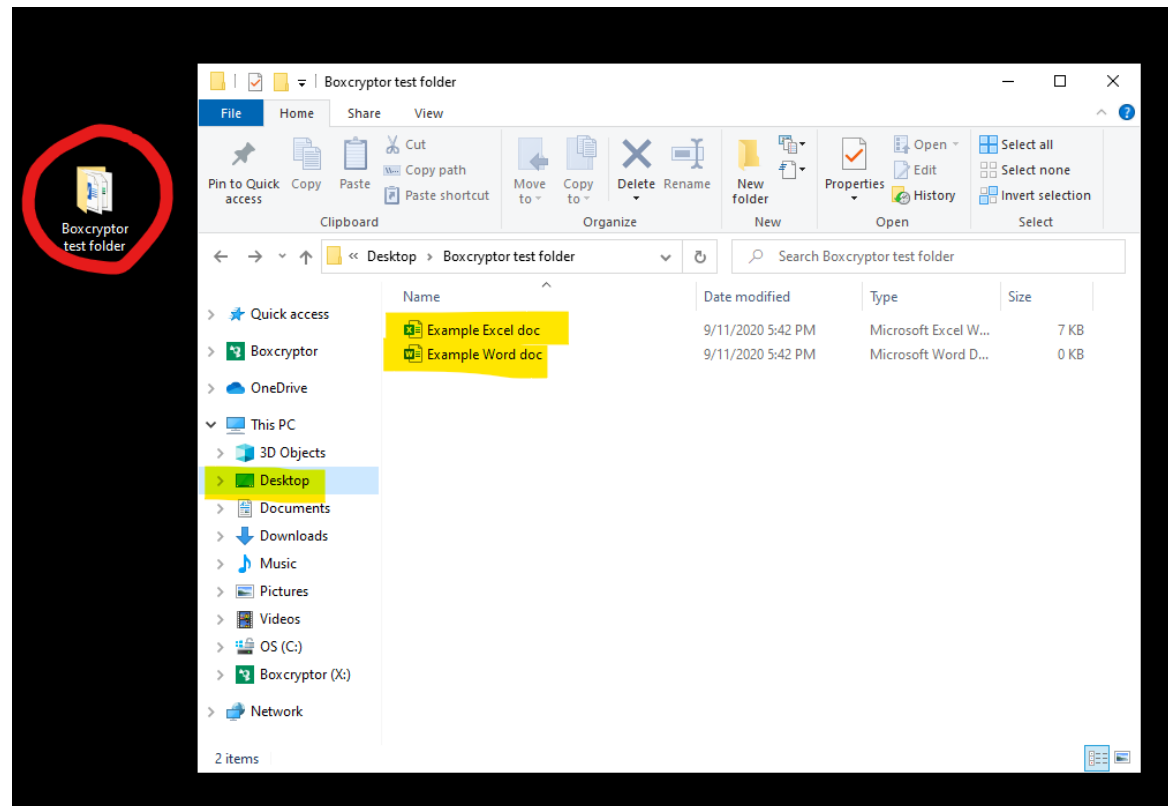 Boxcryptor
test folder
Boxcryptor test folder
File Home Share View
Pin to Quick
access
Copy
Paste
Cut
Copy path
Paste shortcut
Move
to
Copy
to
Delete
Rename
New
folder
Properties
Open
Edit
History
Select all
Select none
Invert selection
Clipboard Organize New Open Select
« Desktop › Boxcryptor test folder
Search Boxcryptor test folder
Name Date modified Type Size
Example Excel doc 9/11/2020 5:42 PM Microsoft Excel W... 7 KB
Example Word doc 9/11/2020 5:42 PM Microsoft Word D... 0 KB
Quick access
Boxcryptor
OneDrive
This PC
3D Objects
Desktop
Documents
Downloads
Music
Pictures
Videos
OS (C:)
Boxcryptor (X:)
Network
2 items